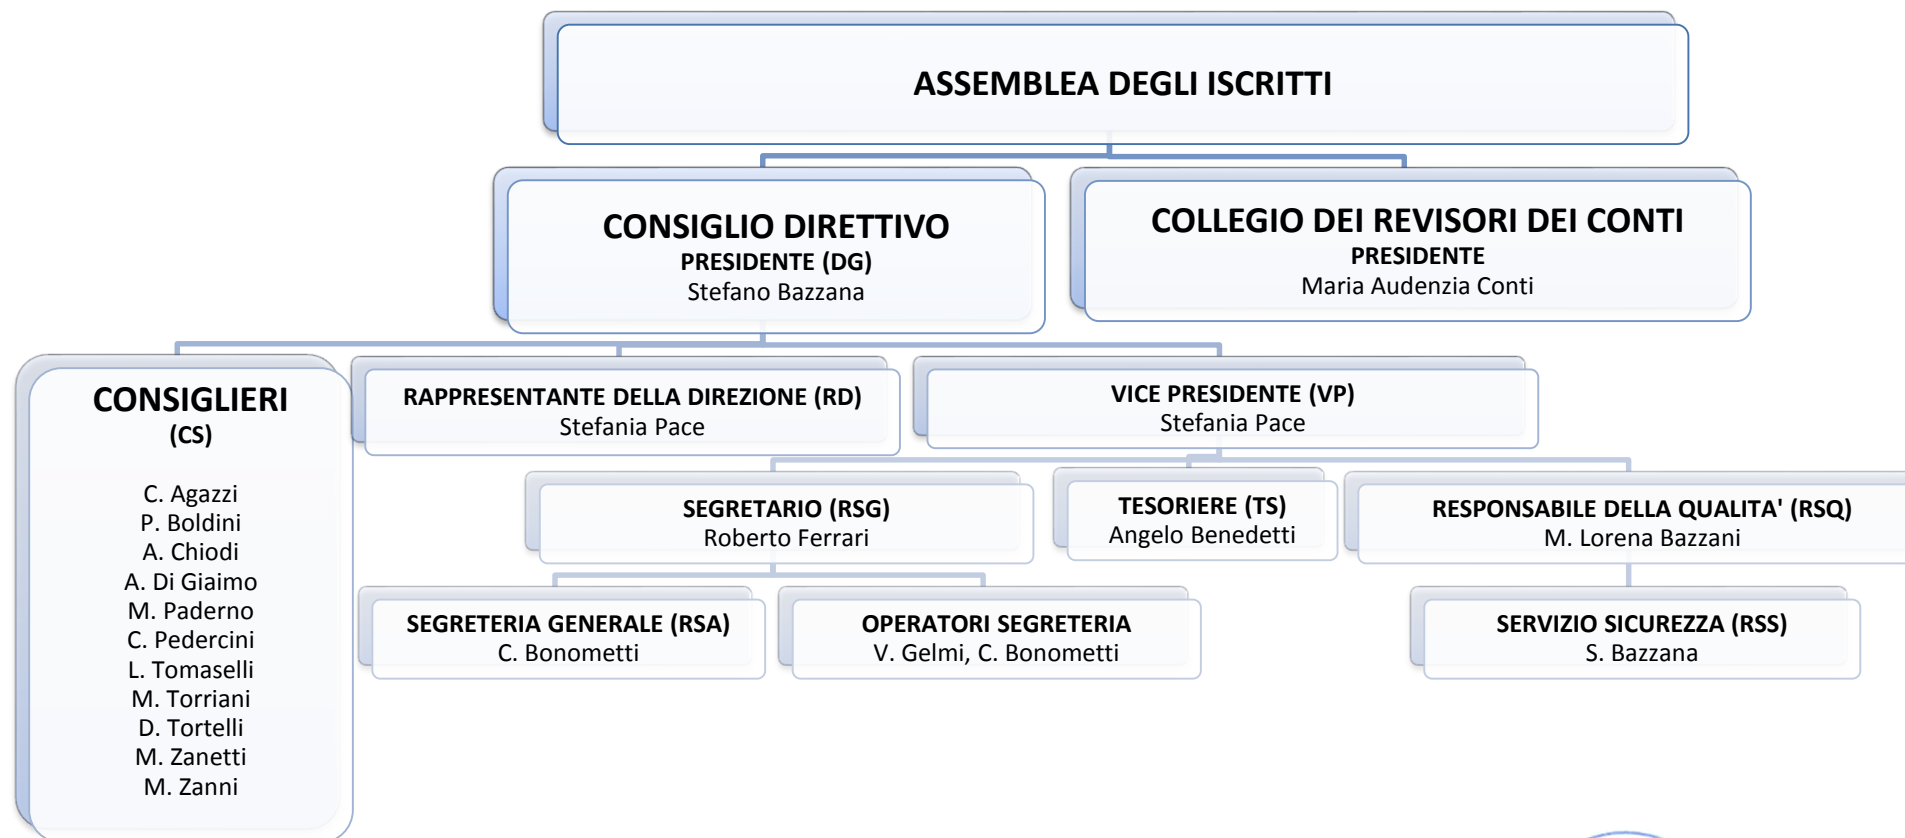 ASSEMBLEA DEGLI ISCRITTI
CONSIGLIO DIRETTIVO
PRESIDENTE (DG)
Stefano Bazzana
COLLEGIO DEI REVISORI DEI CONTI
PRESIDENTE
Maria Audenzia Conti
CONSIGLIERI
(CS)
C. Agazzi
P. Boldini
A. Chiodi
A. Di Giaimo
M. Paderno
C. Pedercini
L. Tomaselli
M. Torriani
D. Tortelli
M. Zanetti
M. Zanni
RAPPRESENTANTE DELLA DIREZIONE (RD)
Stefania Pace
VICE PRESIDENTE (VP)
Stefania Pace
SEGRETARIO (RSG)
Roberto Ferrari
TESORIERE (TS)
Angelo Benedetti
RESPONSABILE DELLA QUALITA' (RSQ)
M. Lorena Bazzani
SEGRETERIA GENERALE (RSA)
C. Bonometti
OPERATORI SEGRETERIA
V. Gelmi, C. Bonometti
SERVIZIO SICUREZZA (RSS)
S. Bazzana